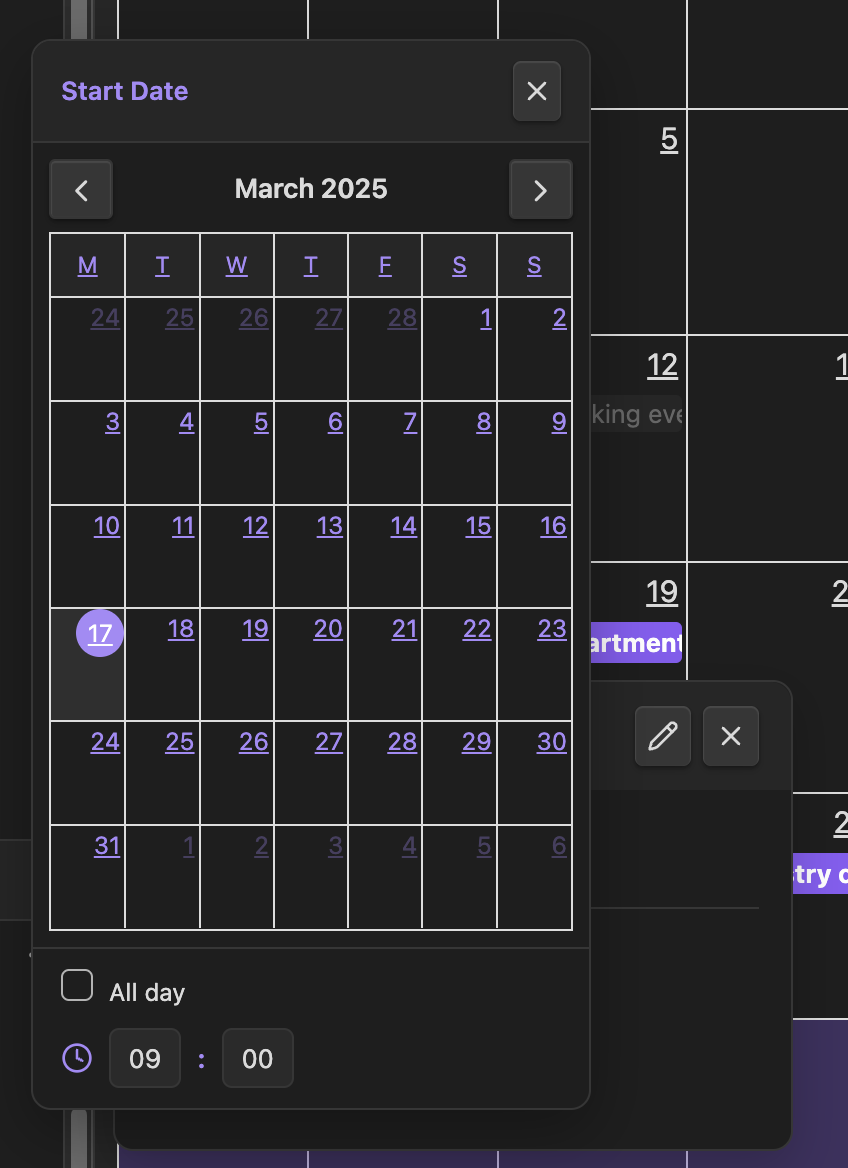 Start Date
March 2025
M T W T F S S
24 25 26 27 28 1 2
3 4 5 6 7 8 9
10 11 12 13 14 15 16
17 18 19 20 21 22 23
24 25 26 27 28 29 30
31 1 2 3 4 5 6
All day
09 : 00
5
12
king eve
19
artment
try c